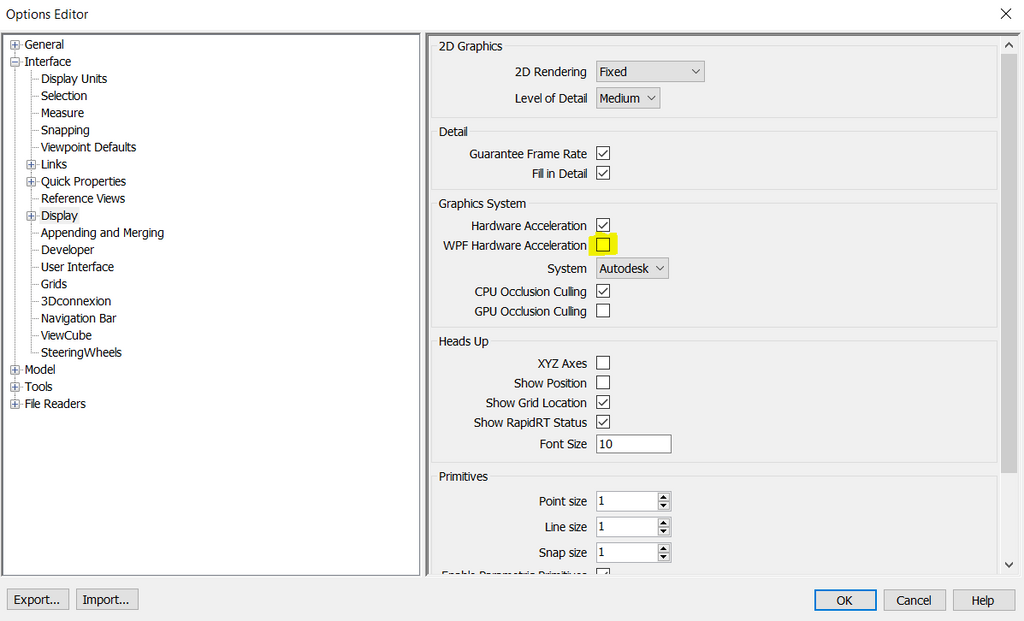 Options Editor
General
Interface
Display Units
Selection
Measure
Snapping
Viewpoint Defaults
Links
Quick Properties
Reference Views
Display
Appending and Merging
Developer
User Interface
Grids
3Dconnexion
Navigation Bar
ViewCube
SteeringWheels
Model
Tools
File Readers
2D Graphics
2D Rendering Fixed
Level of Detail Medium
Detail
Guarantee Frame Rate
Fill in Detail
Graphics System
Hardware Acceleration
WPF Hardware Acceleration
System Autodesk
CPU Occlusion Culling
GPU Occlusion Culling
Heads Up
XYZ Axes
Show Position
Show Grid Location
Show RapidRT Status
Font Size 10
Primitives
Point size 1
Line size 1
Snap size 1
Enable Parametric Primitives
Export... Import... OK Cancel Help